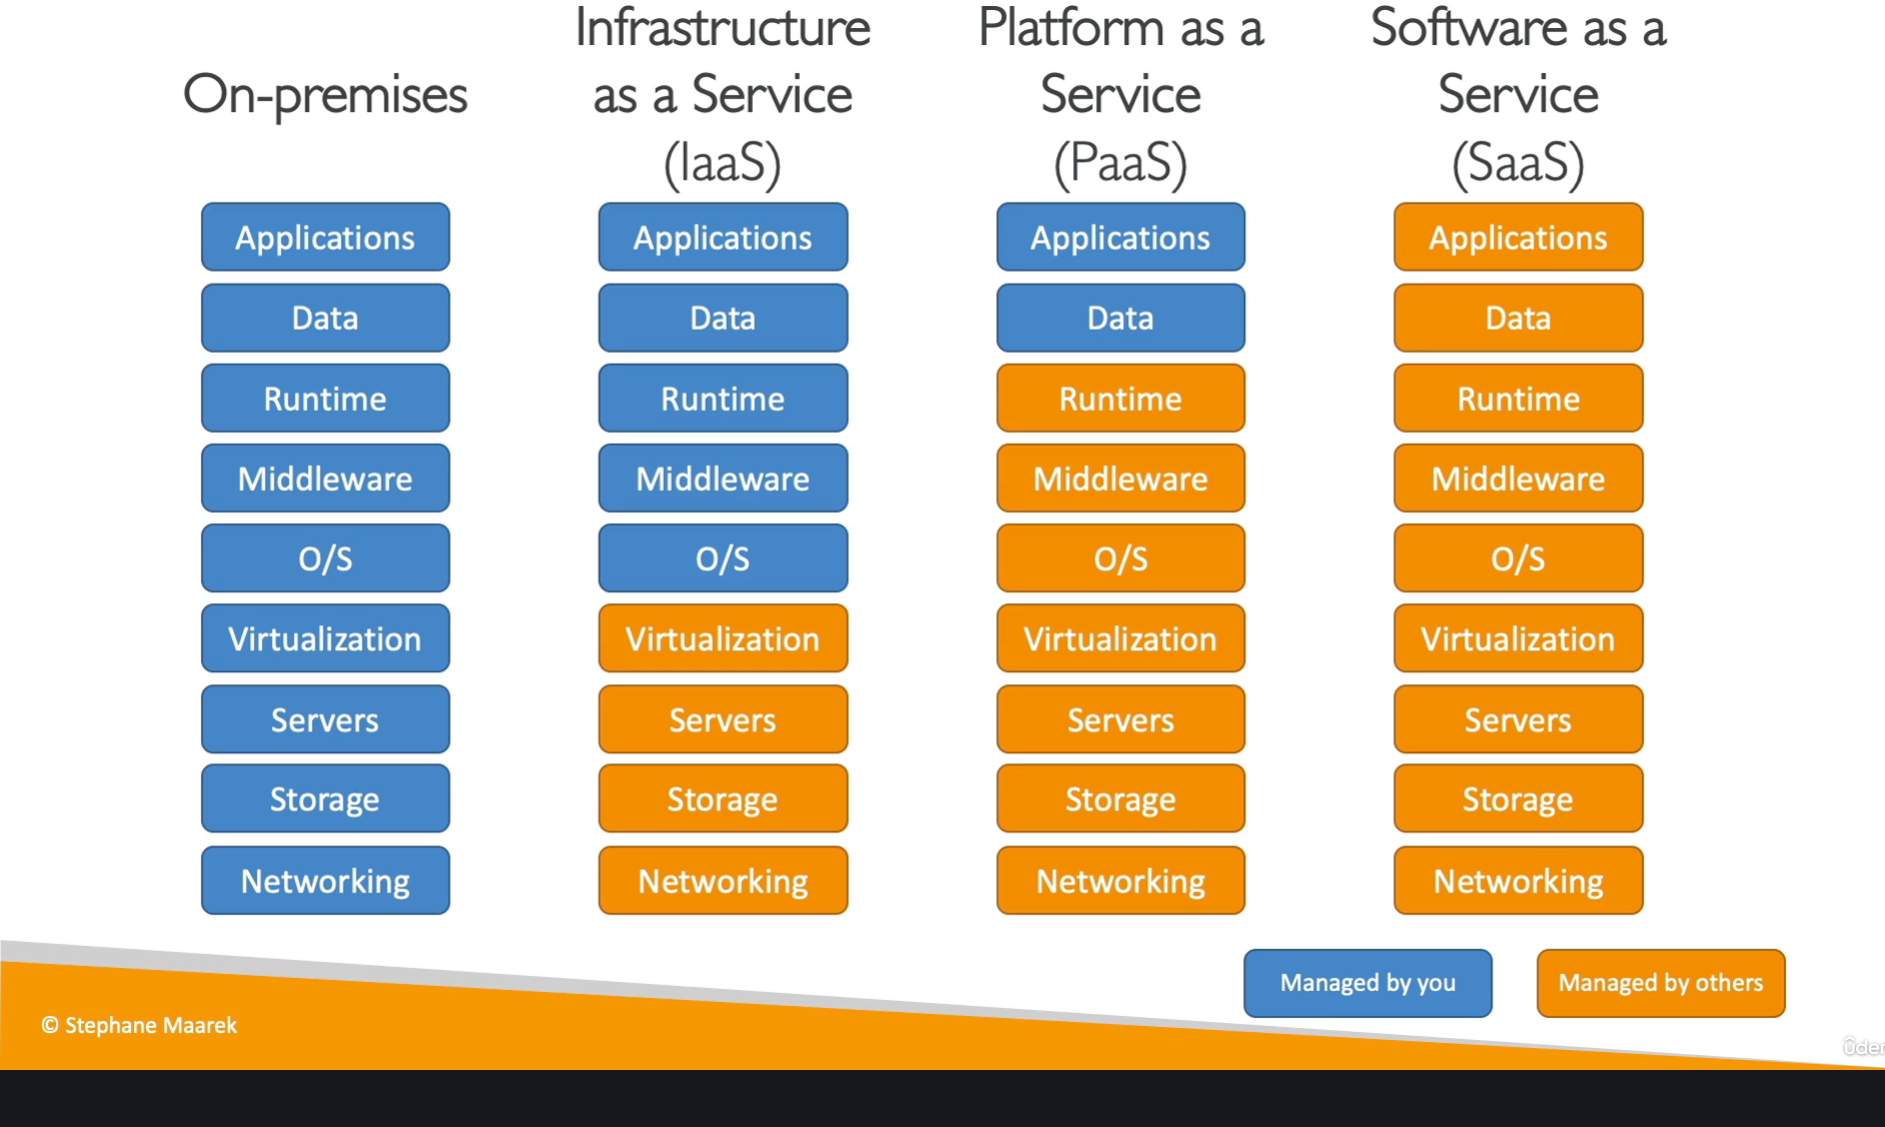 On-premises
Infrastructure
as a Service
(IaaS)
Platform as a
Service
(PaaS)
Software as a
Service
(SaaS)
Applications
Data
Runtime
Middleware
O/S
Virtualization
Servers
Storage
Networking
Applications
Data
Runtime
Middleware
O/S
Virtualization
Servers
Storage
Networking
Applications
Data
Runtime
Middleware
O/S
Virtualization
Servers
Storage
Networking
Applications
Data
Runtime
Middleware
O/S
Virtualization
Servers
Storage
Networking
Managed by you
Managed by others
© Stephane Maarek